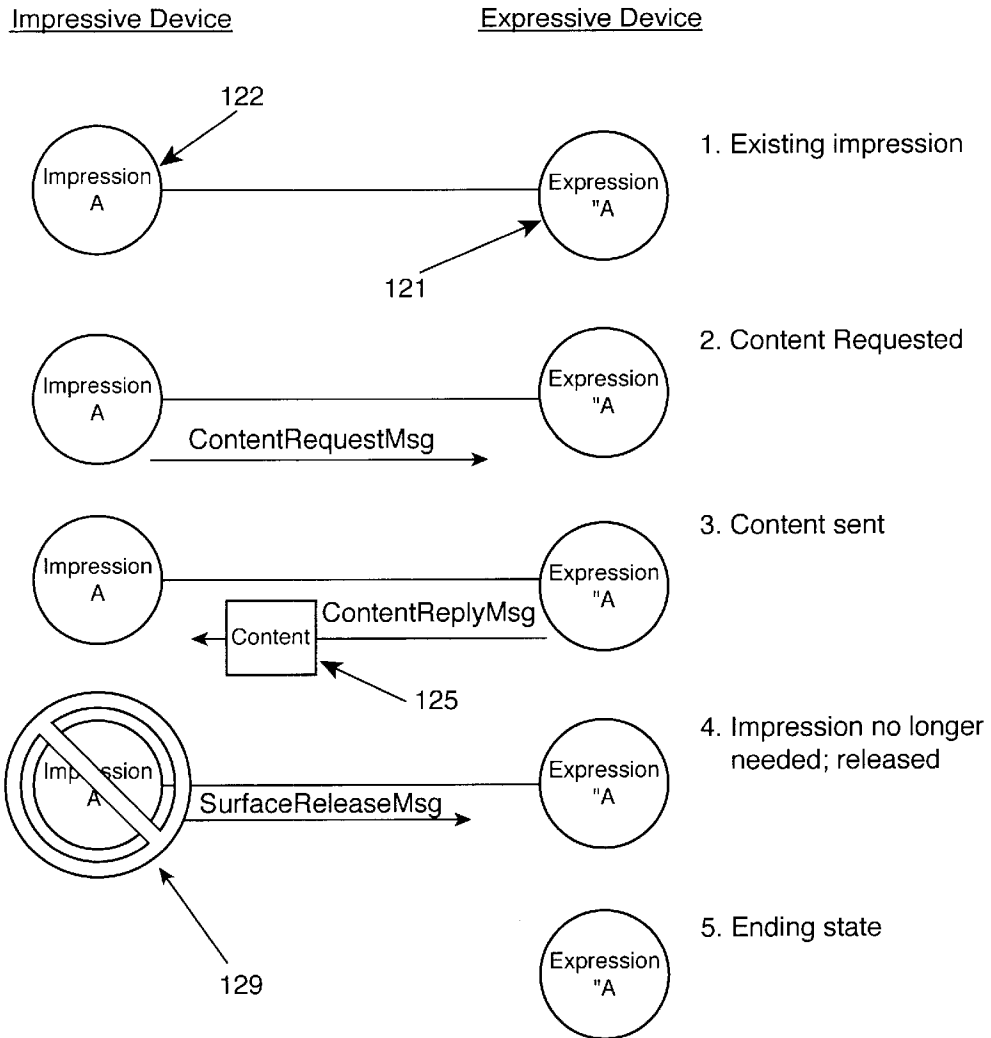 Impressive Device
Expressive Device
122
Impression
A
Expression
"A
1. Existing impression
121
Impression
A
Expression
"A
2. Content Requested
ContentRequestMsg
Impression
A
Expression
"A
3. Content sent
Content
ContentReplyMsg
125
Imp ssion
A
Expression
"A
4. Impression no longer
needed; released
SurfaceReleaseMsg
129
Expression
"A
5. Ending state